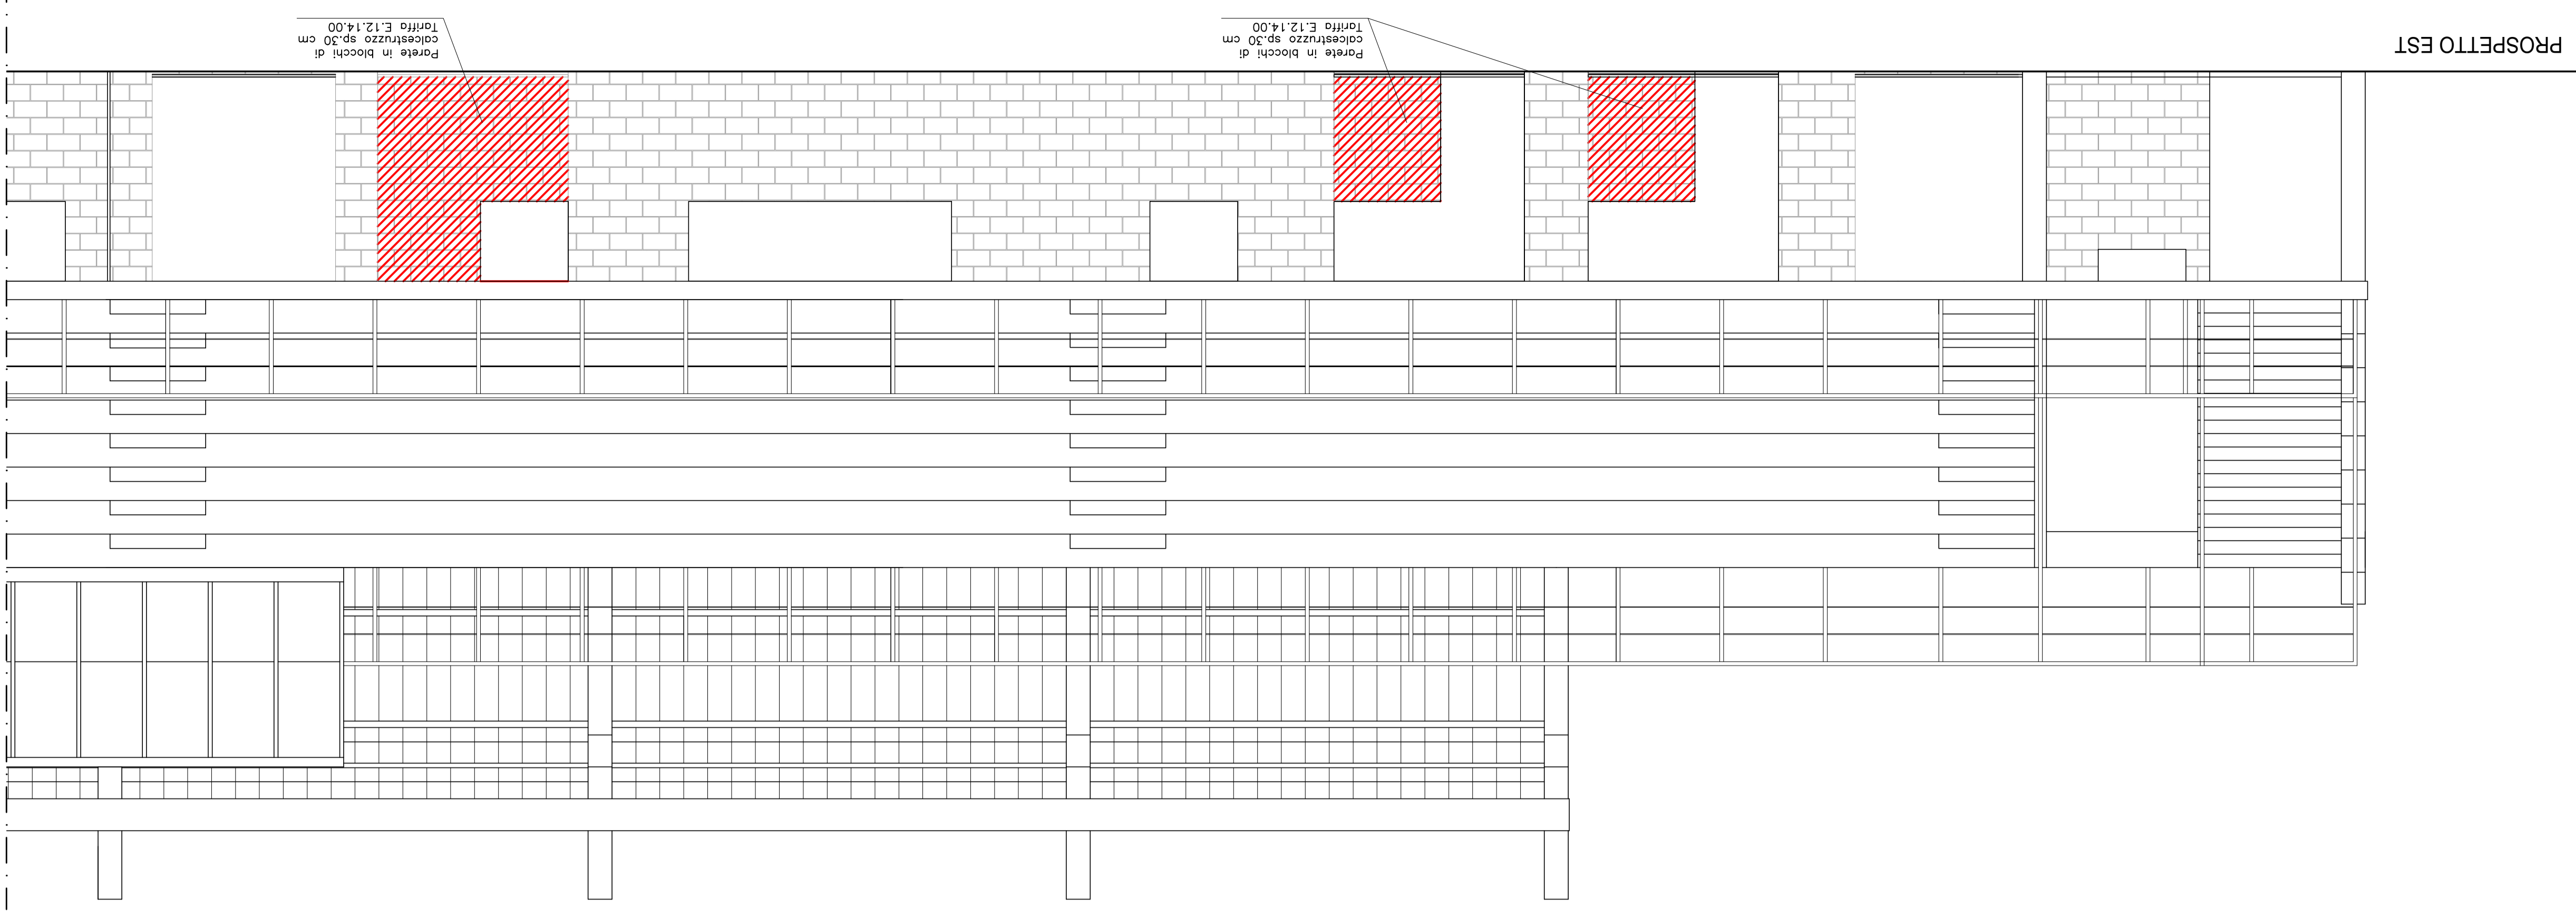 PROSPETTO EST
Parete in blocchi di
calcestruzzo sp.30 cm
Tariffa E.12.14.00
Parete in blocchi di
calcestruzzo sp.30 cm
Tariffa E.12.14.00